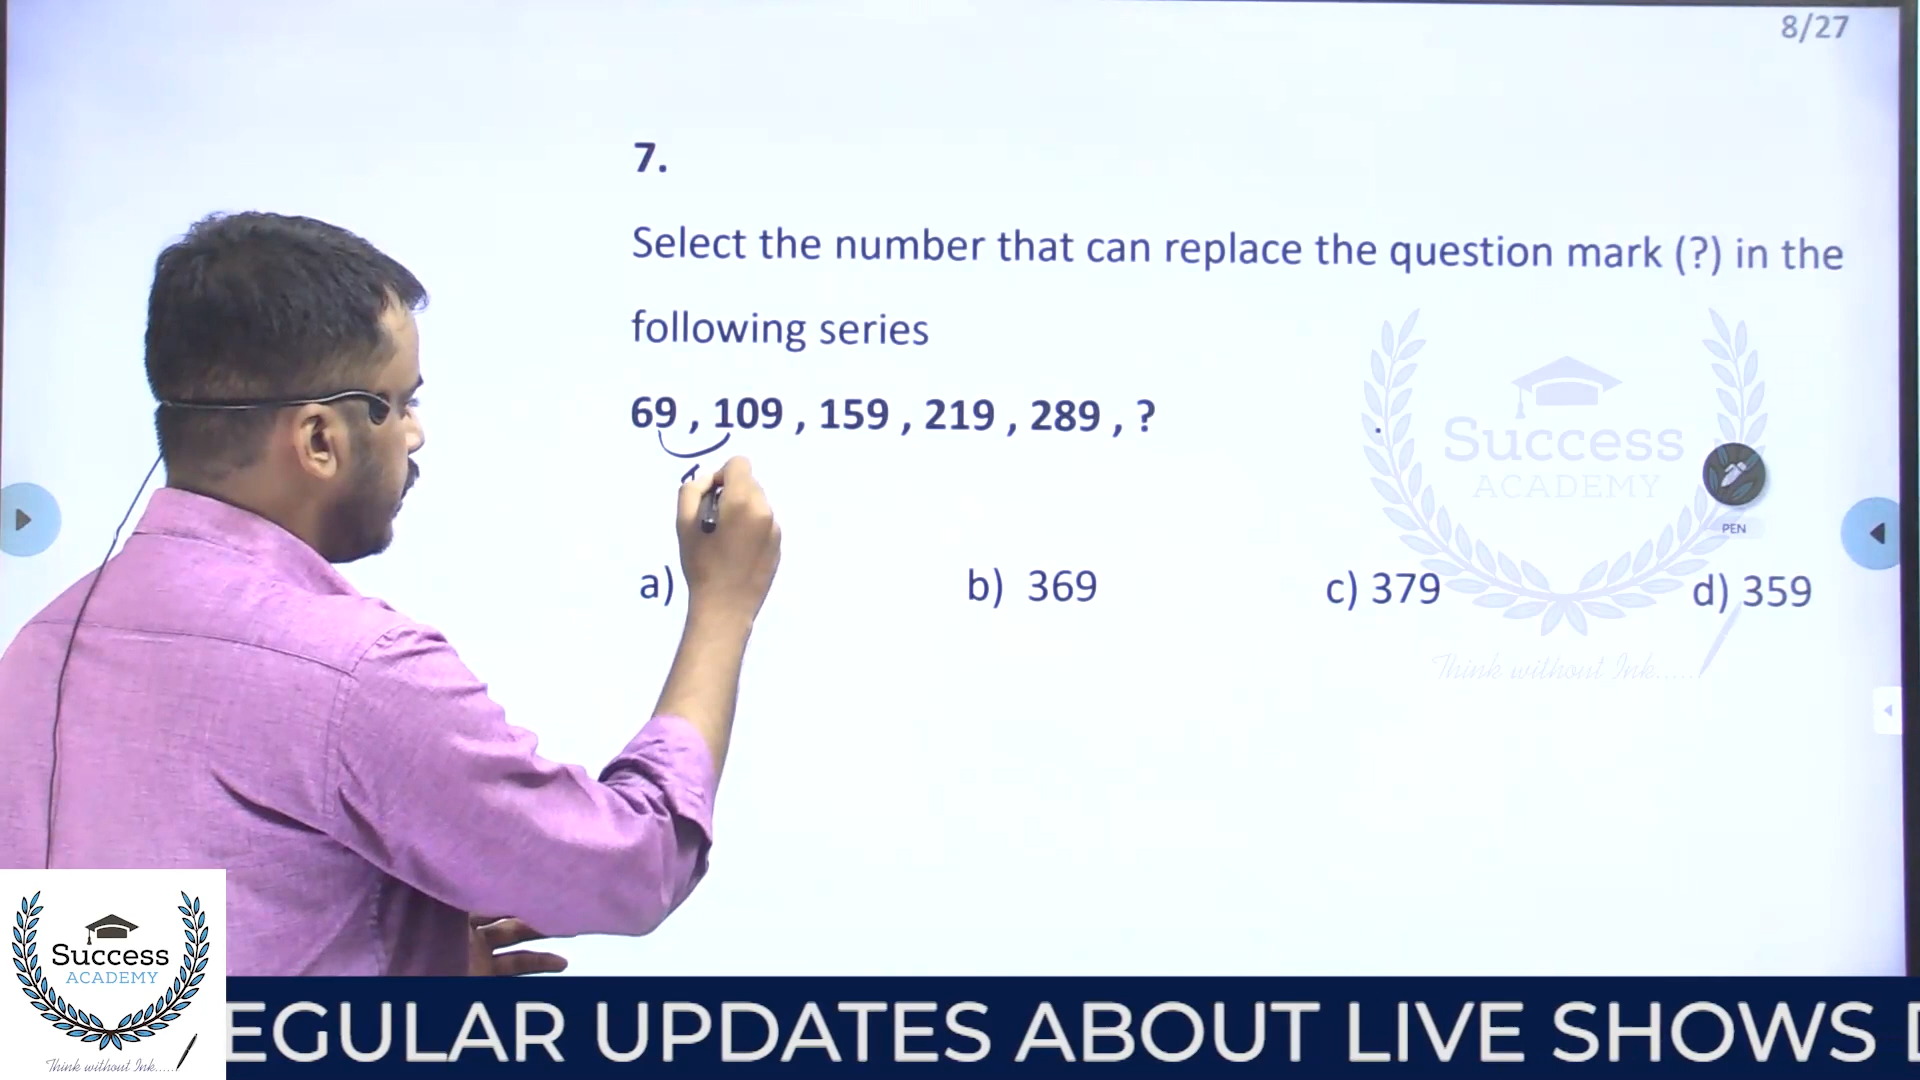 8/27
7.
Select the number that can replace the question mark (?) in the
following series
69 , 109 , 159 , 219 , 289 , ?
Success
ACADEMY
PEN
a)
b) 369
c) 379
d) 359
Think without Ink.....
Success
ACADEMY
Think without Ink.....
EGULAR UPDATES ABOUT LIVE SHOWS